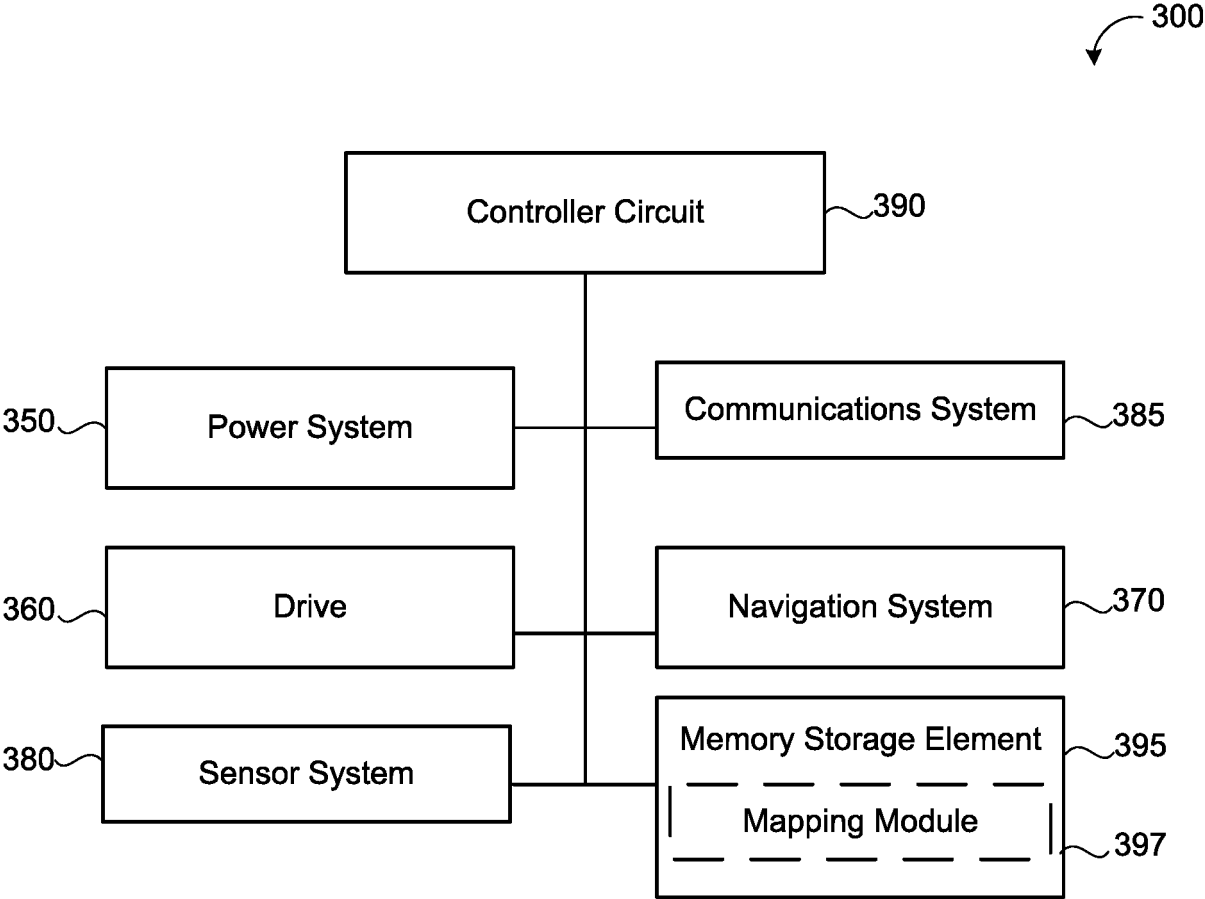 300
Controller Circuit
390
350
Power System
Communications System
385
360
Drive
Navigation System
370
380
Sensor System
Memory Storage Element
395
Mapping Module
397